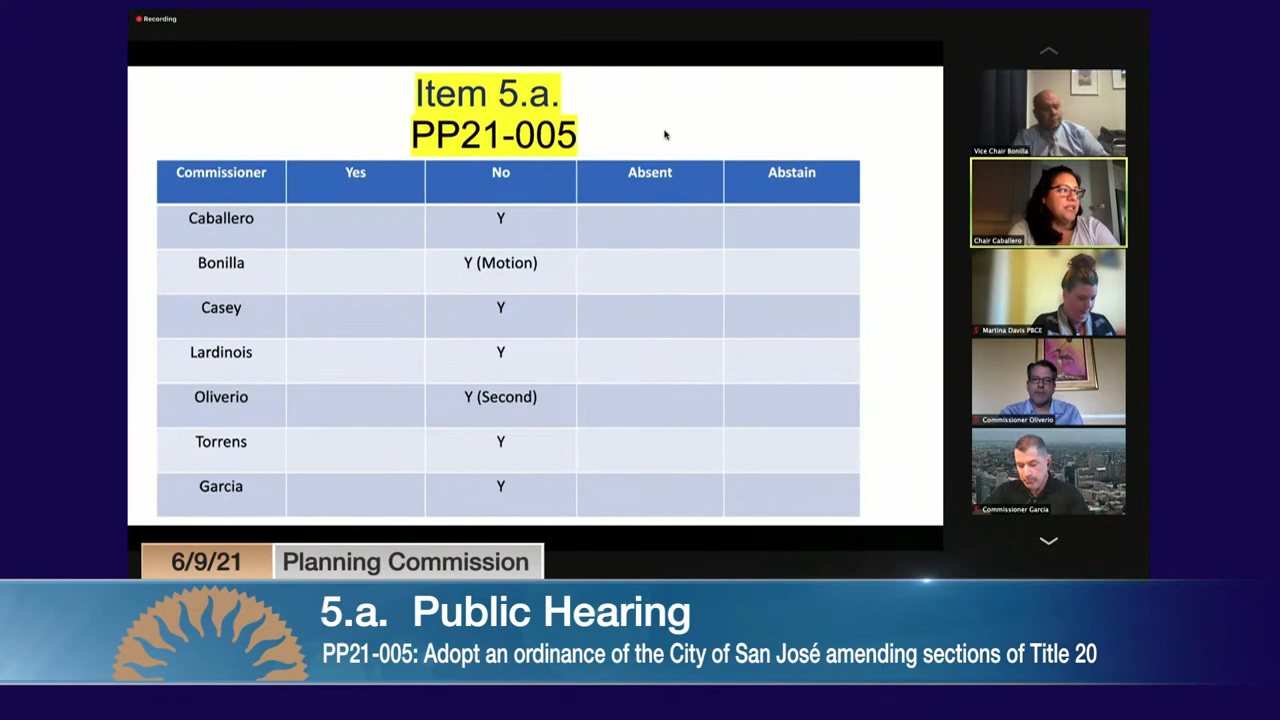 Recording
Item 5.a.
PP21-005
Commissioner Yes No Absent Abstain
Caballero Y
Bonilla Y (Motion)
Casey Y
Lardinois Y
Oliverio Y (Second)
Torrens Y
Garcia Y
Vice Chair Bonilla
Chair Caballero
Martina Davis PBCE
Commissioner Oliverio
Commissioner Garcia
6/9/21 Planning Commission
5.a. Public Hearing
PP21-005: Adopt an ordinance of the City of San José amending sections of Title 20